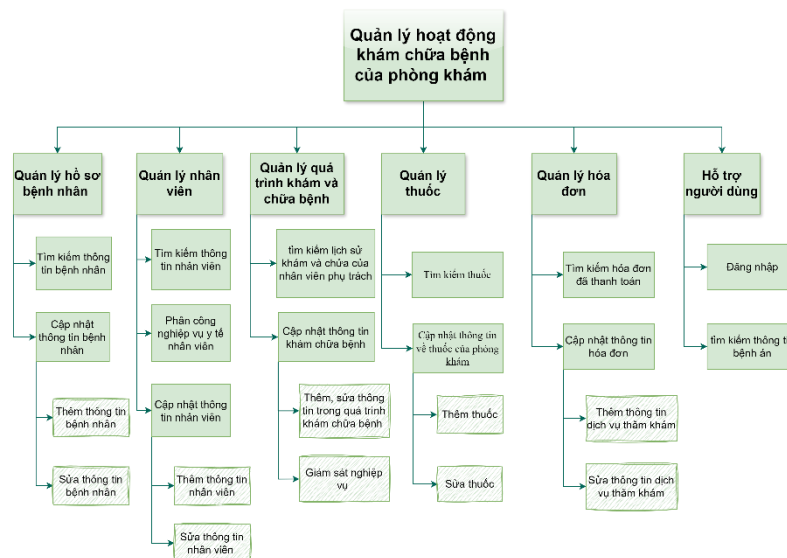 Quản lý hoạt động
khám chữa bệnh
của phòng khám
Quản lý hồ sơ
bệnh nhân
Quản lý nhân
viên
Quản lý quá
trình khám và
chữa bệnh
Quản lý
thuốc
Quản lý hóa
đơn
Hỗ trợ
người dùng
Tìm kiếm thông
tin bệnh nhân
Cập nhật
thông tin bệnh
nhân
Thêm thông tin
bệnh nhân
Sửa thông tin
bệnh nhân
Tìm kiếm thông
tin nhân viên
Phân công
nghiệp vụ y tế
nhân viên
Cập nhật thông
tin nhân viên
Thêm thông tin
nhân viên
Sửa thông tin
nhân viên
tìm kiếm lịch sử
khám và chữa của
nhân viên phụ trách
Cập nhật thông tin
khám chữa bệnh
Thêm, sửa thông
tin trong quá trình
khám chữa bệnh
Giám sát nghiệp
vụ
Tìm kiếm thuốc
Cập nhật thông tin
về thuốc của phòng
khám
Thêm thuốc
Sửa thuốc
Tìm kiếm hóa đơn
đã thanh toán
Cập nhật thông tin
hóa đơn
Thêm thông tin
dịch vụ thăm khám
Sửa thông tin dịch
vụ thăm khám
Đăng nhập
tìm kiếm thông
bệnh án